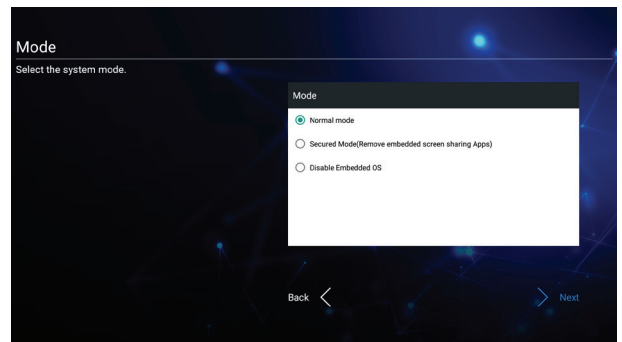 Mode
Select the system mode.
Mode
Normal mode
Secured Mode(Remove embedded screen sharing Apps)
Disable Embedded OS
Back
Next